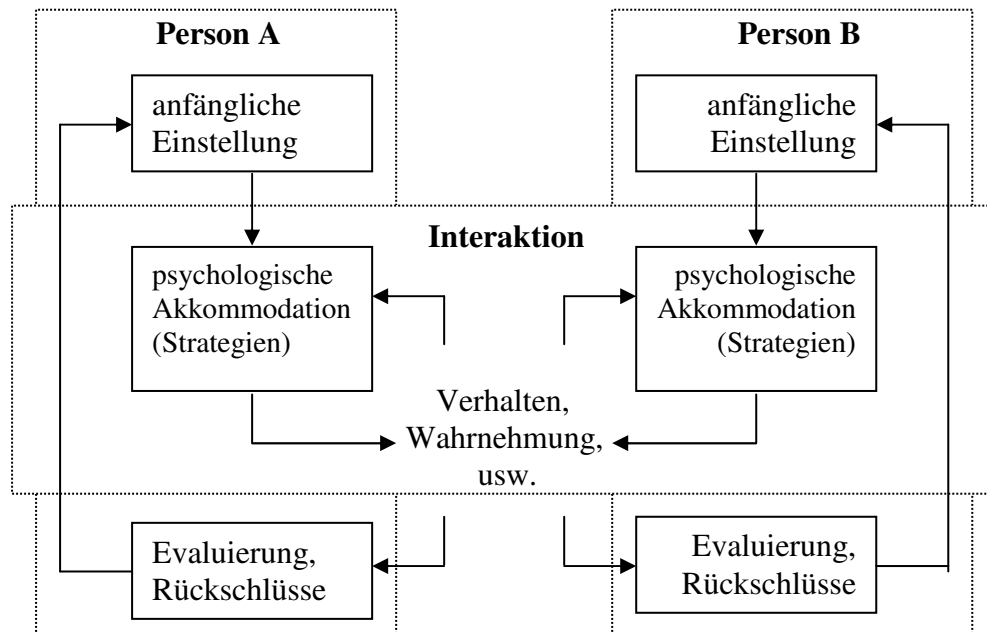 Person A
Person B
anfängliche
Einstellung
anfängliche
Einstellung
Interaktion
psychologische
Akkommodation
(Strategien)
psychologische
Akkommodation
(Strategien)
Verhalten,
Wahrnehmung,
usw.
Evaluierung,
Rückschlüsse
Evaluierung,
Rückschlüsse